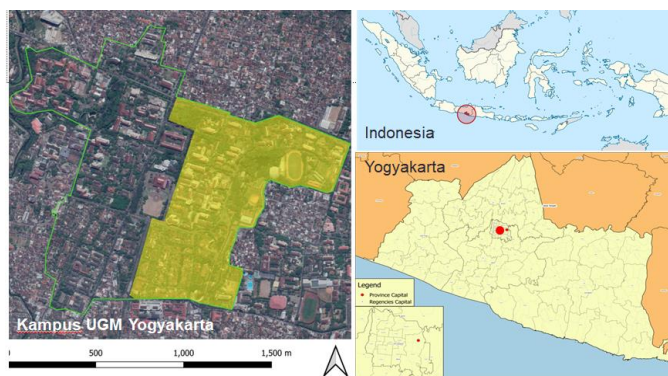 Kampus UGM Yogyakarta
0
500
1,000
1,500 m
Indonesia
Yogyakarta
Legend
Province Capital
Regencies Capital